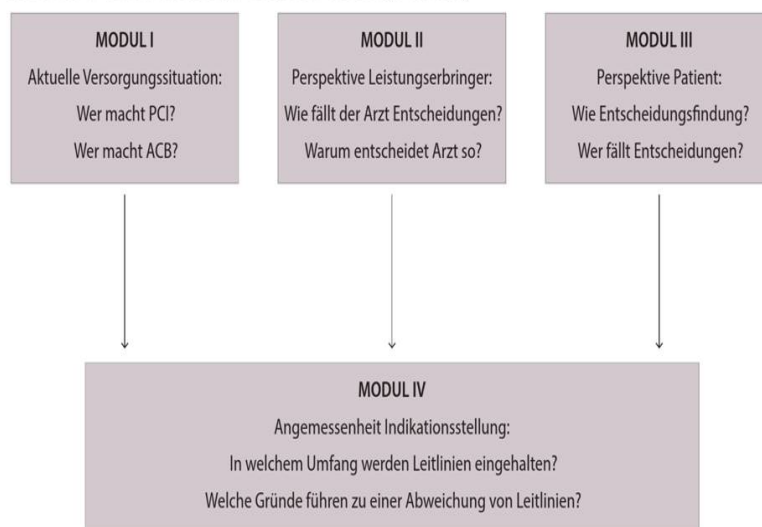 MODUL I
Aktuelle Versorgungssituation:
Wer macht PCI?
Wer macht ACB?
MODUL II
Perspektive Leistungserbringer:
Wie fällt der Arzt Entscheidungen?
Warum entscheidet Arzt so?
MODUL III
Perspektive Patient:
Wie Entscheidungsfindung?
Wer fällt Entscheidungen?
MODUL IV
Angemessenheit Indikationsstellung:
In welchem Umfang werden Leitlinien eingehalten?
Welche Gründe führen zu einer Abweichung von Leitlinien?